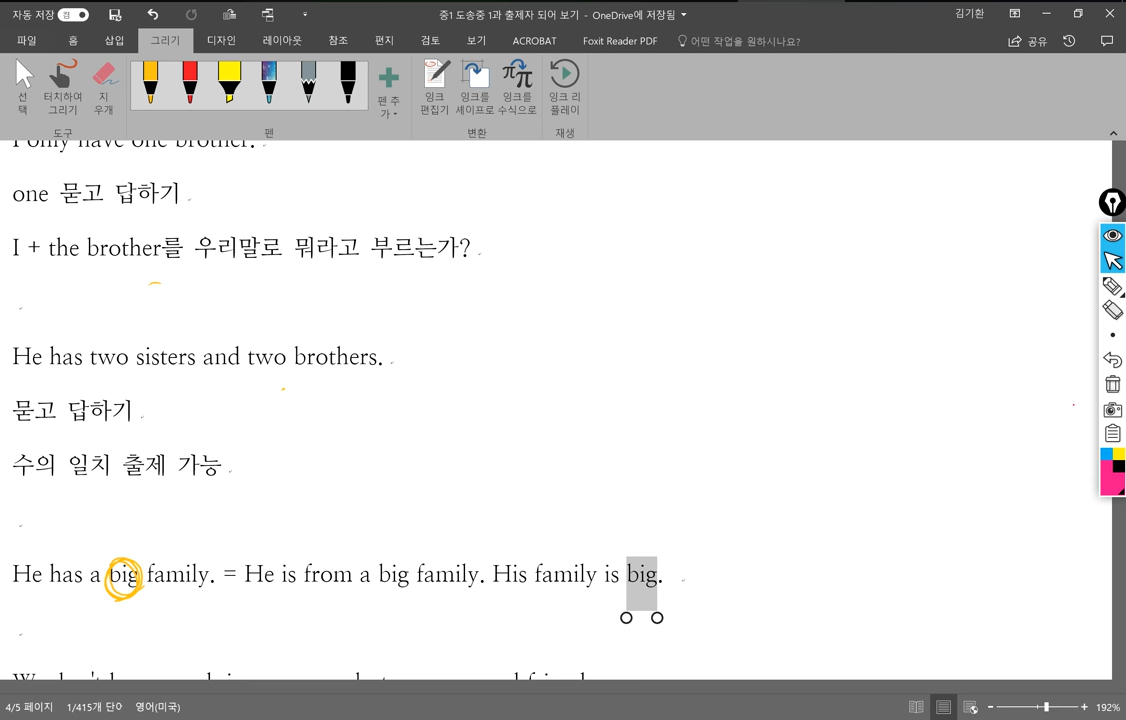 자동 저장 켬 중1 도송중 1과 출제자 되어 보기 - OneDrive에 저장됨 김기환
파일 홈 삽입 그리기 디자인 레이아웃 참조 편지 검토 보기 ACROBAT Foxit Reader PDF 어떤 작업을 원하시나요? 공유
선택 터치하여 그리기 지우개 펜 추가 잉크 편집기 잉크를 셰이프로 잉크를 수식으로 잉크 리플레이
도구 펜 변환 재생
I only have one brother.
one 묻고 답하기
I + the brother를 우리말로 뭐라고 부르는가?
He has two sisters and two brothers.
묻고 답하기
수의 일치 출제 가능
He has a big family. = He is from a big family. His family is big.
4/5 페이지 1/415개 단어 영어(미국) 192%